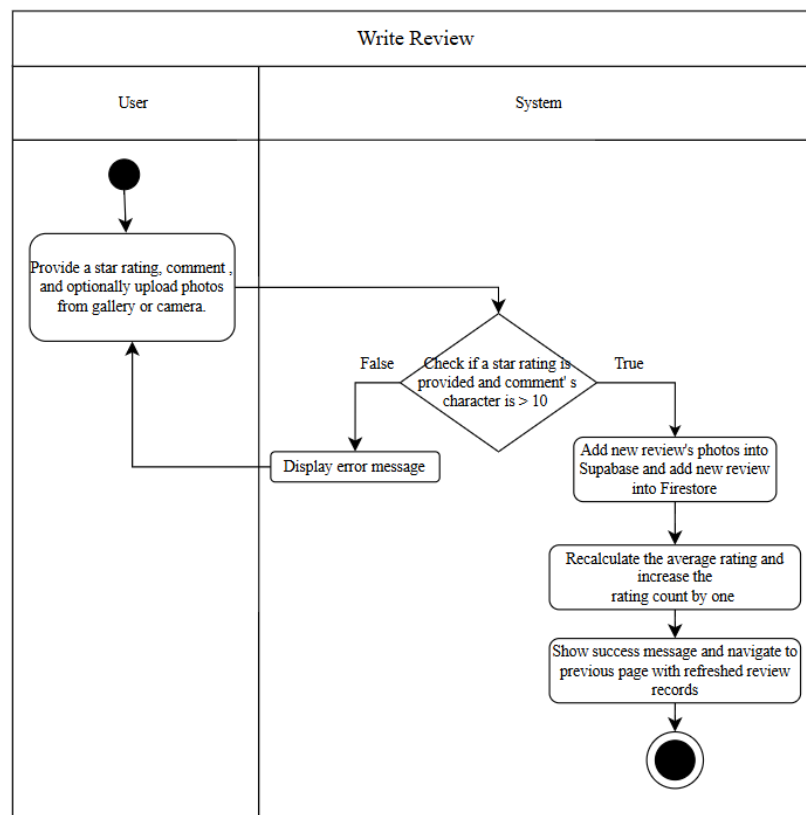 Write Review
User
System
Provide a star rating, comment ,
and optionally upload photos
from gallery or camera.
False
Check if a star rating is
provided and comment' s
character is > 10
True
Display error message
Add new review's photos into
Supabase and add new review
into Firestore
Recalculate the average rating and
increase the
rating count by one
Show success message and navigate to
previous page with refreshed review
records